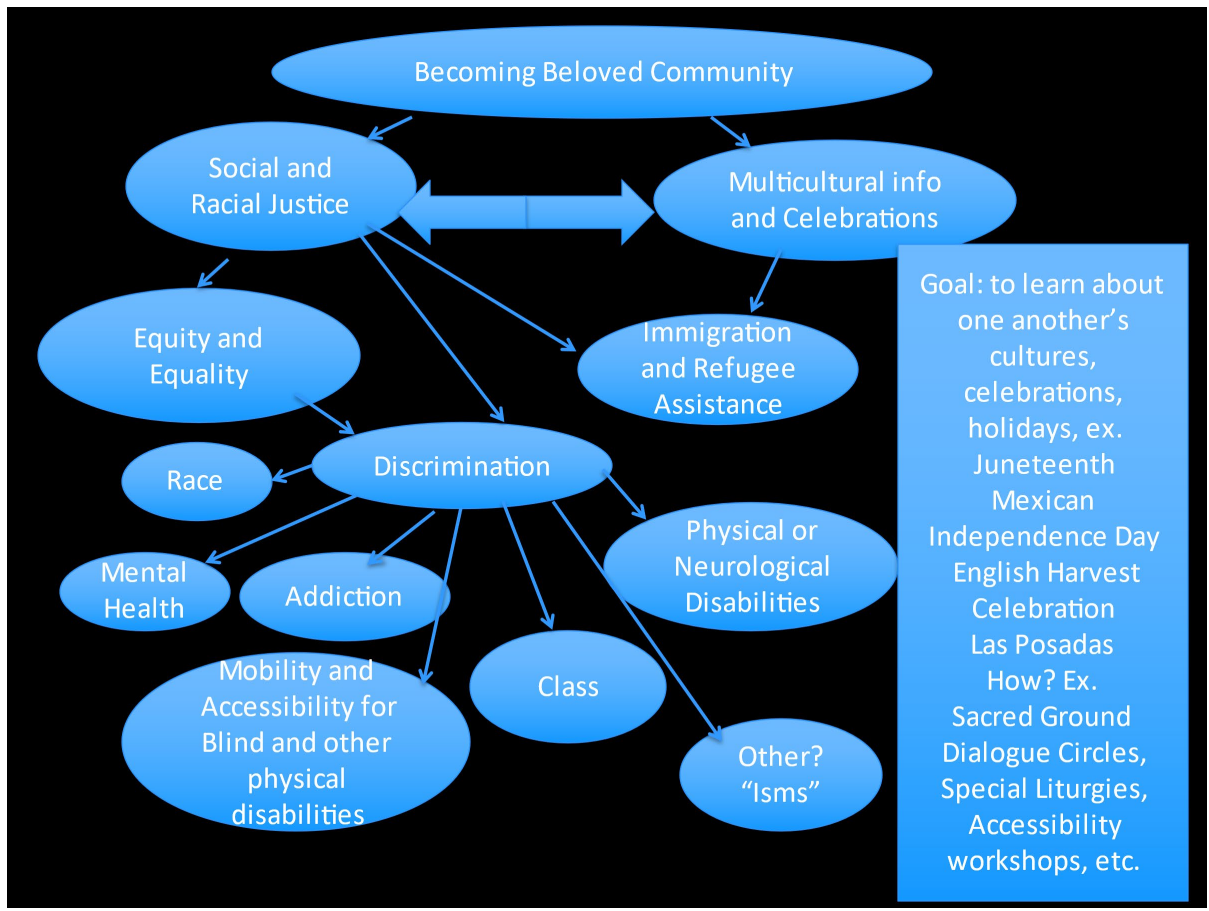 Becoming Beloved Community
Social and
Racial Justice
Multicultural info
and Celebrations
Equity and
Equality
Immigration
and Refugee
Assistance
Discrimination
Race
Mental
Health
Addiction
Physical or
Neurological
Disabilities
Mobility and
Accessibility for
Blind and other
physical
disabilities
Class
Other?
“Isms”
Goal: to learn about
one another’s
cultures,
celebrations,
holidays, ex.
Juneteenth
Mexican
Independence Day
English Harvest
Celebration
Las Posadas
How? Ex.
Sacred Ground
Dialogue Circles,
Special Liturgies,
Accessibility
workshops, etc.